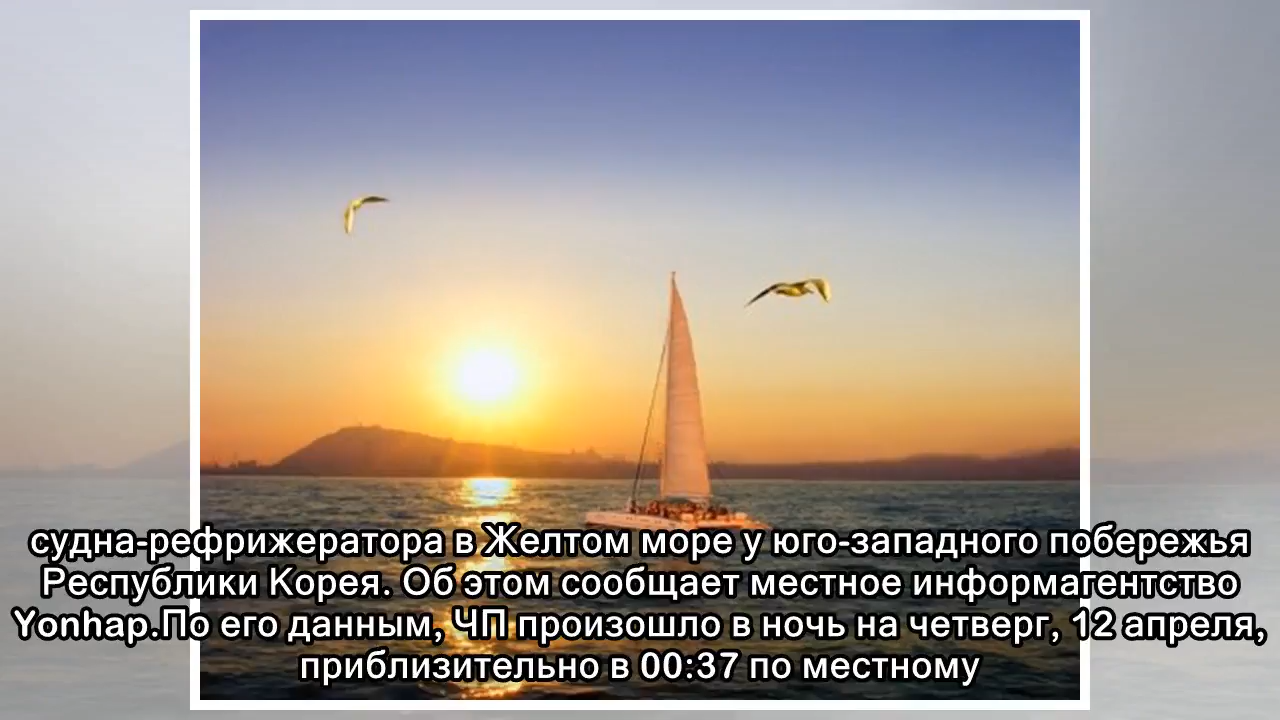 судна-рефрижератора в Желтом море у юго-западного побережья
Республики Корея. Об этом сообщает местное информагентство
Yonhap.По его данным, ЧП произошло в ночь на четверг, 12 апреля,
приблизительно в 00:37 по местному